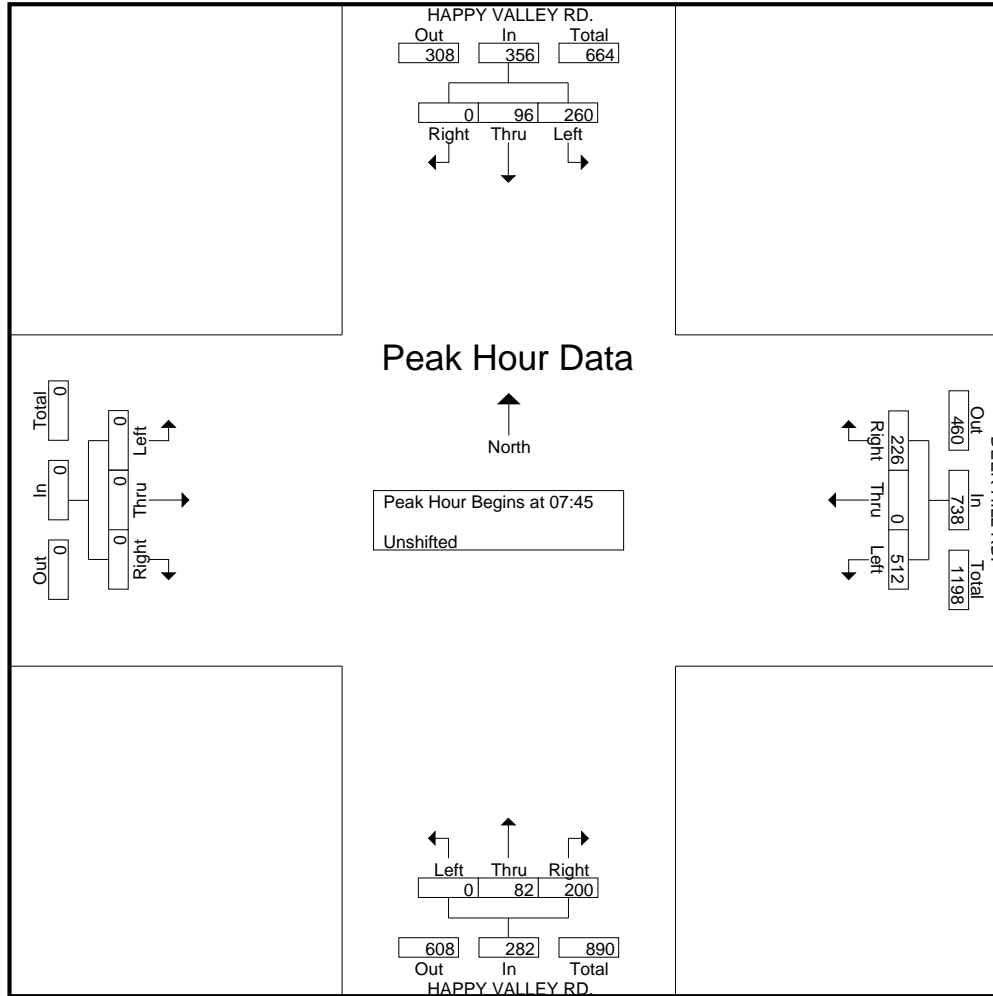 HAPPY VALLEY RD.
Out In Total
308 356 664
0 96 260
Right Thru Left
Peak Hour Data
North
Peak Hour Begins at 07:45
Unshifted
Total In Out
0 0 0
0 0 0
Left Thru Right
Out In Total
460 738 1198
226 0 512
Right Thru Left
Left Thru Right
0 82 200
608 282 890
Out In Total
HAPPY VALLEY RD.